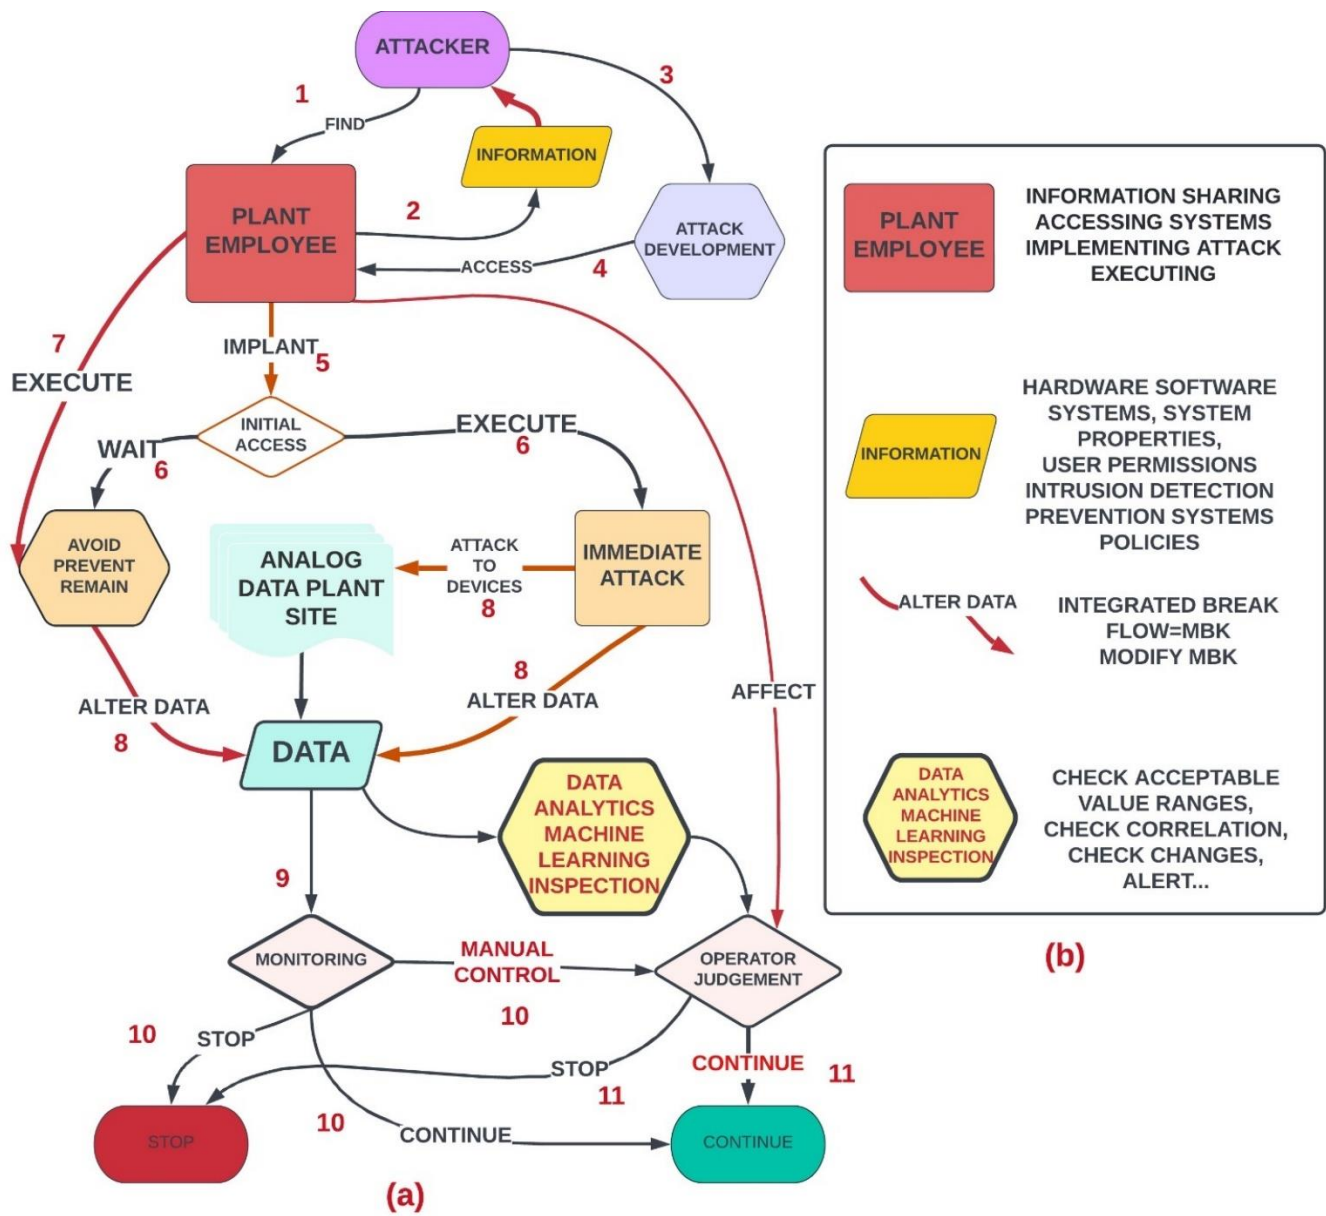 ATTACKER
1
FIND
3
INFORMATION
2
PLANT
EMPLOYEE
ATTACK
DEVELOPMENT
ACCESS
4
IMPLANT
5
7
EXECUTE
INITIAL
ACCESS
WAIT
6
EXECUTE
6
AVOID
PREVENT
REMAIN
ANALOG
DATA PLANT
SITE
ATTACK
TO
DEVICES
8
IMMEDIATE
ATTACK
ALTER DATA
8
8
ALTER DATA
AFFECT
DATA
DATA
ANALYTICS
MACHINE
LEARNING
INSPECTION
9
MONITORING
MANUAL
CONTROL
10
OPERATOR
JUDGEMENT
10
STOP
STOP
11
CONTINUE
11
10
CONTINUE
STOP
CONTINUE
(a)
PLANT
EMPLOYEE
INFORMATION SHARING
ACCESSING SYSTEMS
IMPLEMENTING ATTACK
EXECUTING
INFORMATION
HARDWARE SOFTWARE
SYSTEMS, SYSTEM
PROPERTIES,
USER PERMISSIONS
INTRUSION DETECTION
PREVENTION SYSTEMS
POLICIES
ALTER DATA
INTEGRATED BREAK
FLOW=MBK
MODIFY MBK
DATA
ANALYTICS
MACHINE
LEARNING
INSPECTION
CHECK ACCEPTABLE
VALUE RANGES,
CHECK CORRELATION,
CHECK CHANGES,
ALERT...
(b)